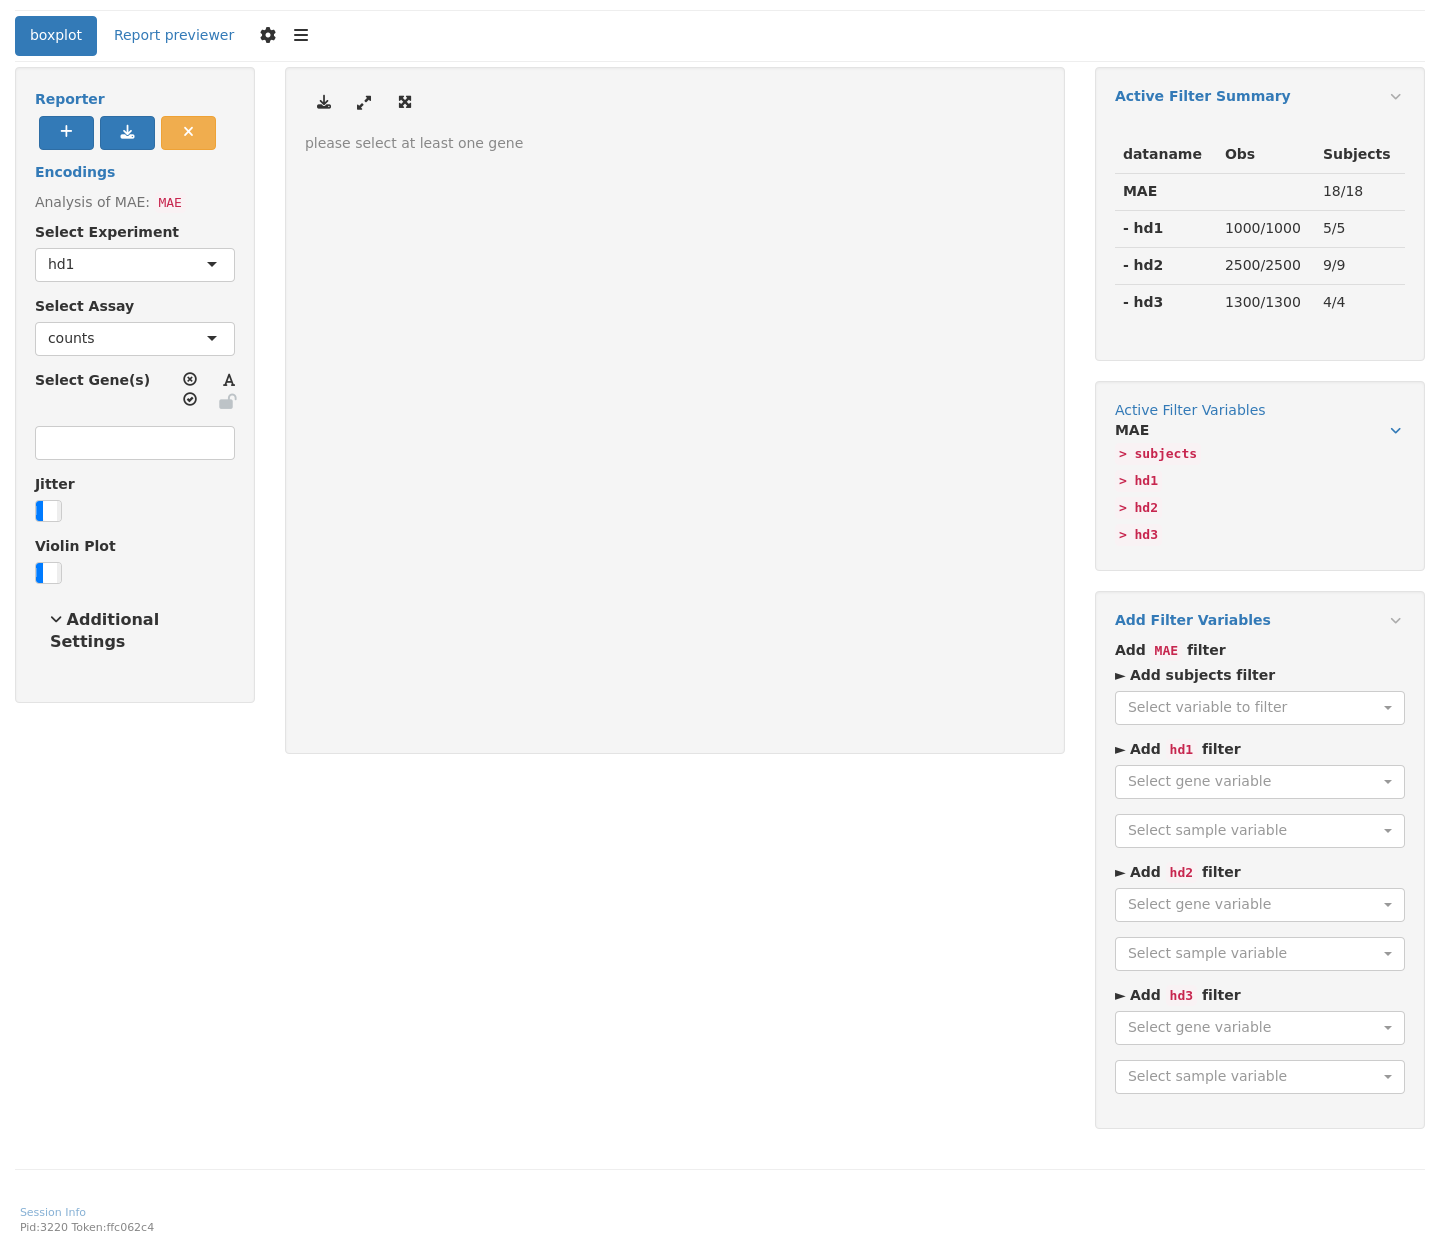 boxplot Report previewer
Reporter
Encodings
Analysis of MAE: MAE
Select Experiment
hd1
Select Assay
counts
Select Gene(s)
Jitter
Violin Plot
Additional
Settings
please select at least one gene
Active Filter Summary
dataname Obs Subjects
MAE 18/18
- hd1 1000/1000 5/5
- hd2 2500/2500 9/9
- hd3 1300/1300 4/4
Active Filter Variables
MAE
> subjects
> hd1
> hd2
> hd3
Add Filter Variables
Add MAE filter
► Add subjects filter
Select variable to filter
► Add hd1 filter
Select gene variable
Select sample variable
► Add hd2 filter
Select gene variable
Select sample variable
► Add hd3 filter
Select gene variable
Select sample variable
Session Info
Pid:3220 Token:ffc062c4